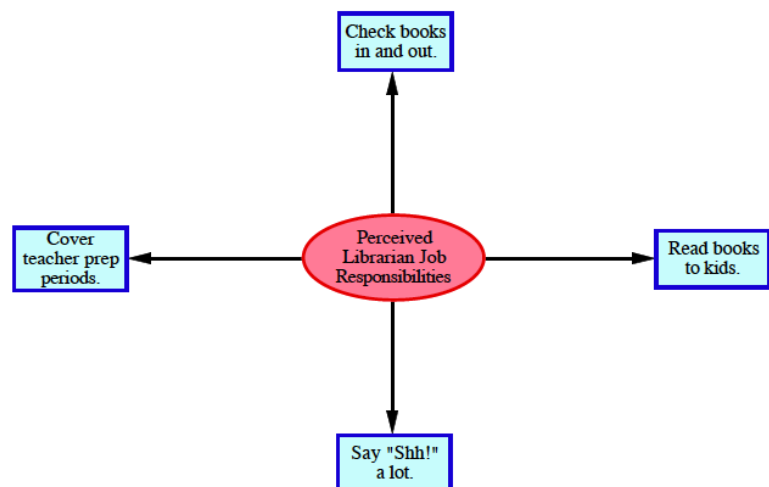 Check books
in and out.
Cover
teacher prep
periods.
Perceived
Librarian Job
Responsibilities
Read books
to kids.
Say "Shh!"
a lot.